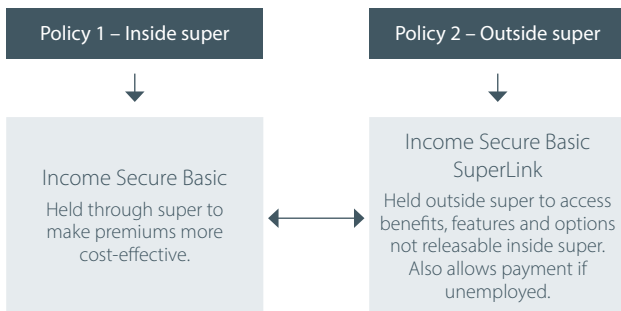 Policy 1 – Inside super
Policy 2 – Outside super
Income Secure Basic
Held through super to
make premiums more
cost-effective.
Income Secure Basic
SuperLink
Held outside super to access
benefits, features and options
not releasable inside super.
Also allows payment if
unemployed.